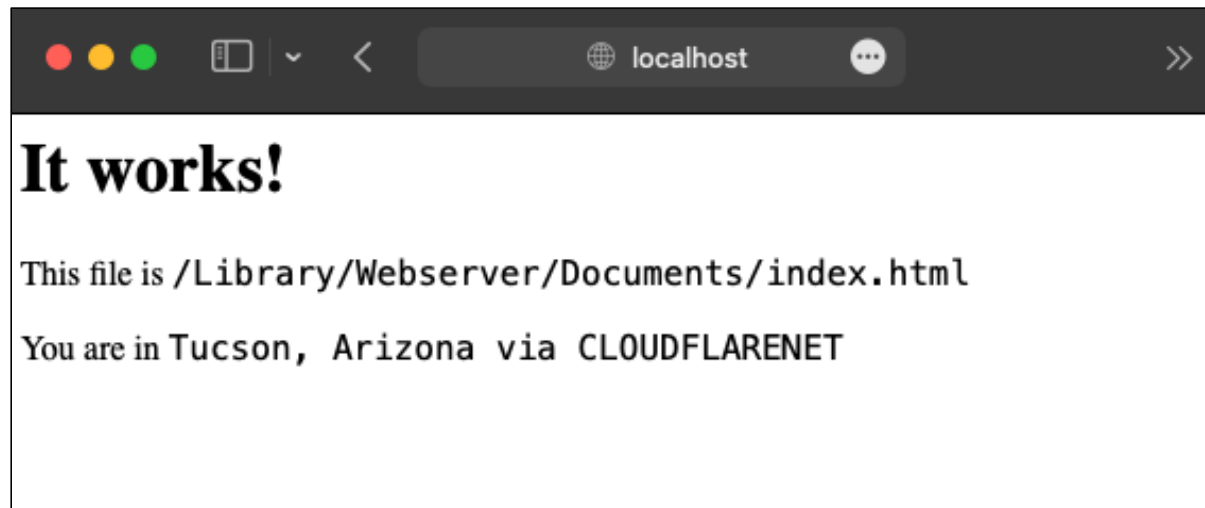 localhost
It works!
This file is /Library/Webserver/Documents/index.html
You are in Tucson, Arizona via CLOUDFLARENET